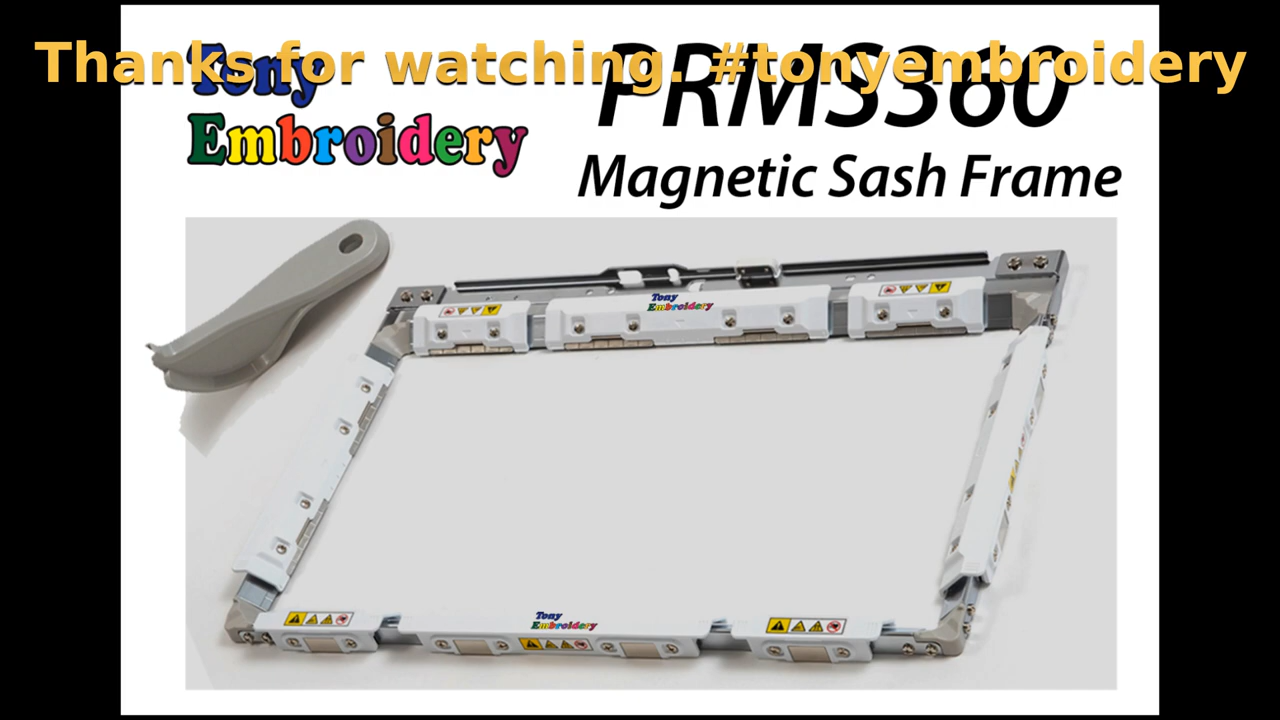 Thanks for watching. #tonyembroidery
Tony
Embroidery
PRMS360
Magnetic Sash Frame
Tony
Embroidery
Tony
Embroidery